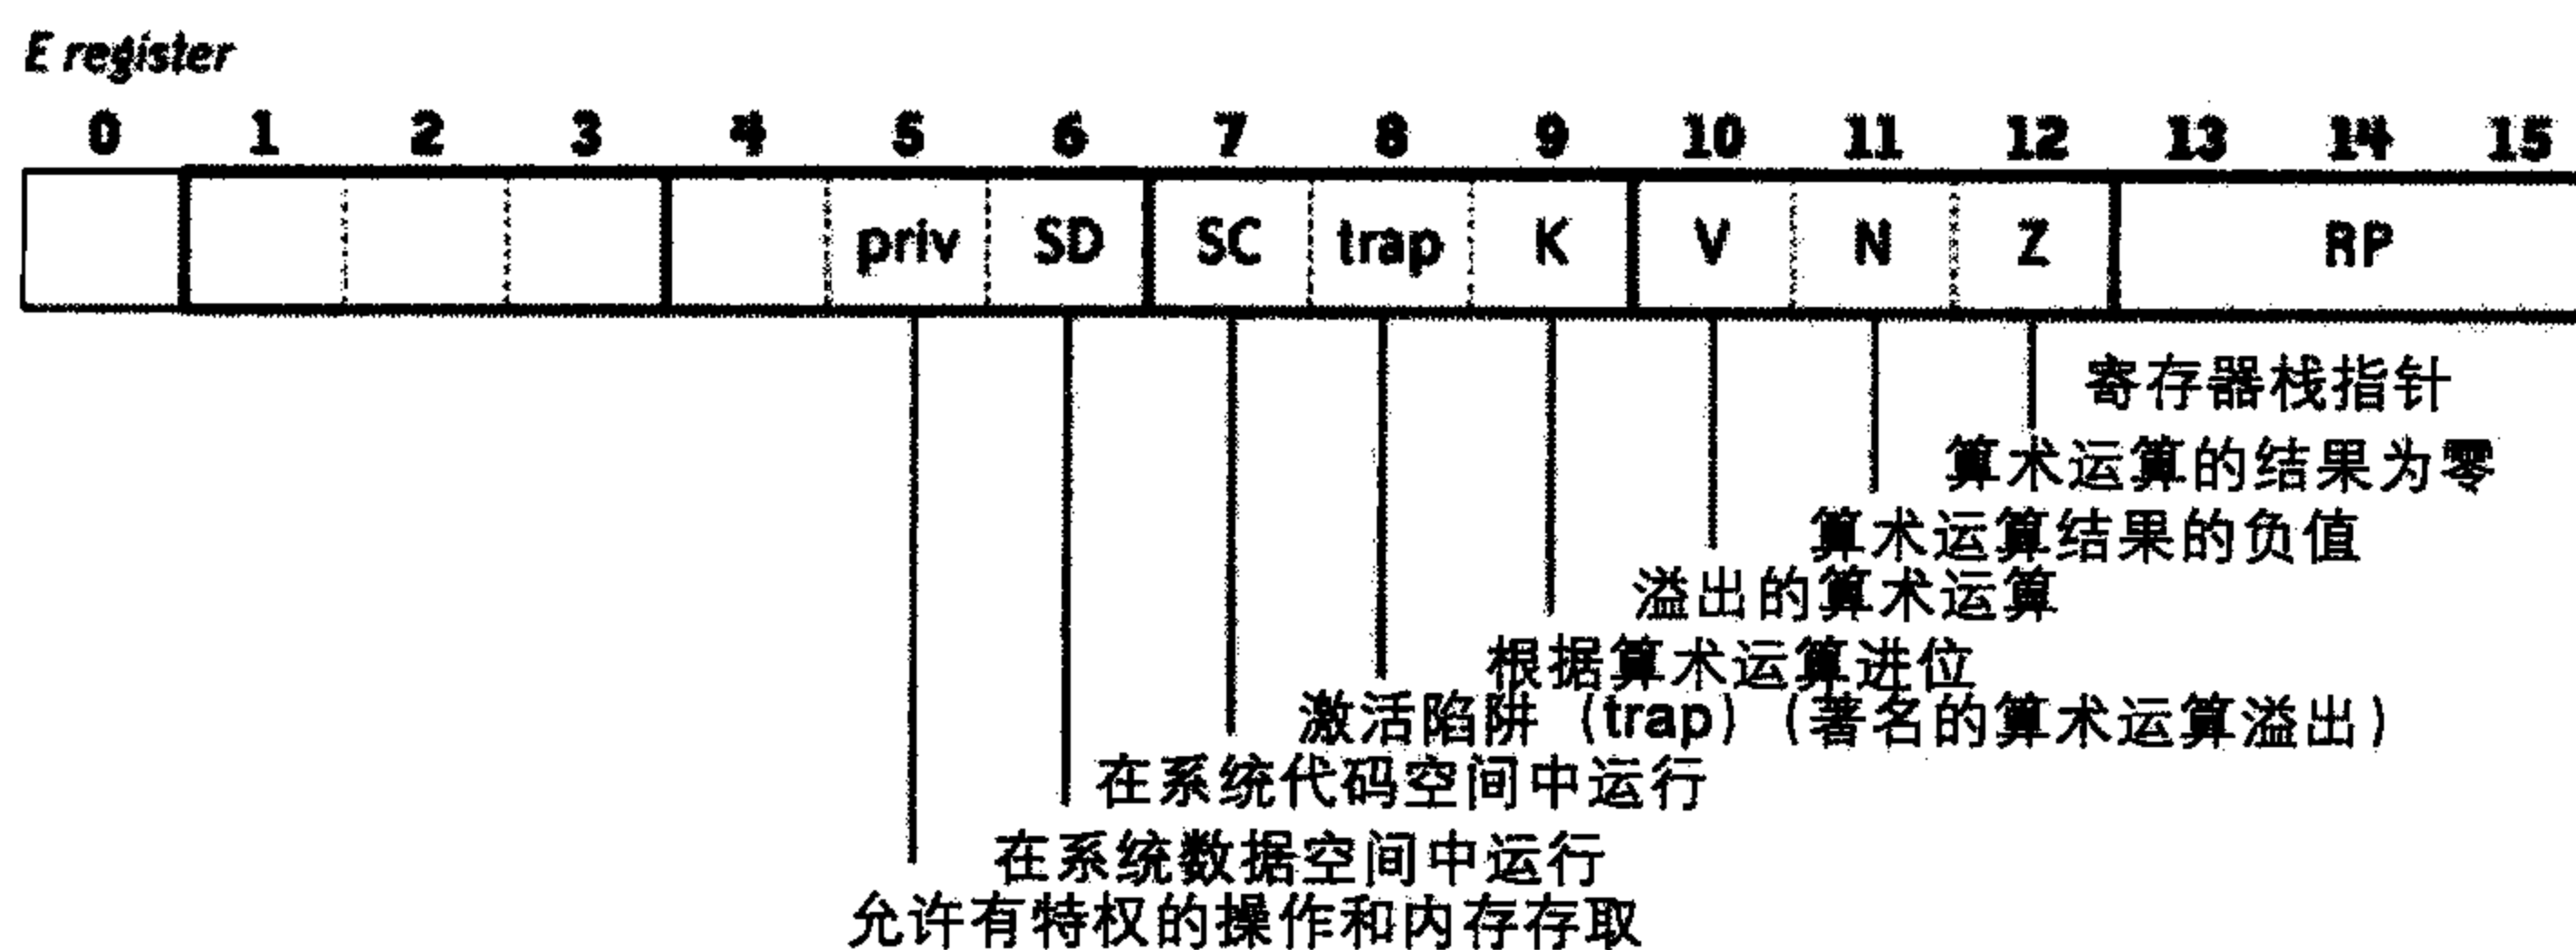 E register
0 1 2 3 4 5 6 7 8 9 10 11 12 13 14 15
priv SD SC trap K V N Z RP
寄存器栈指针
算术运算的结果为零
算术运算结果的负值
溢出的算术运算
根据算术运算进位
激活陷阱（trap）（著名的算术运算溢出）
在系统代码空间中运行
在系统数据空间中运行
允许有特权的操作和内存存取